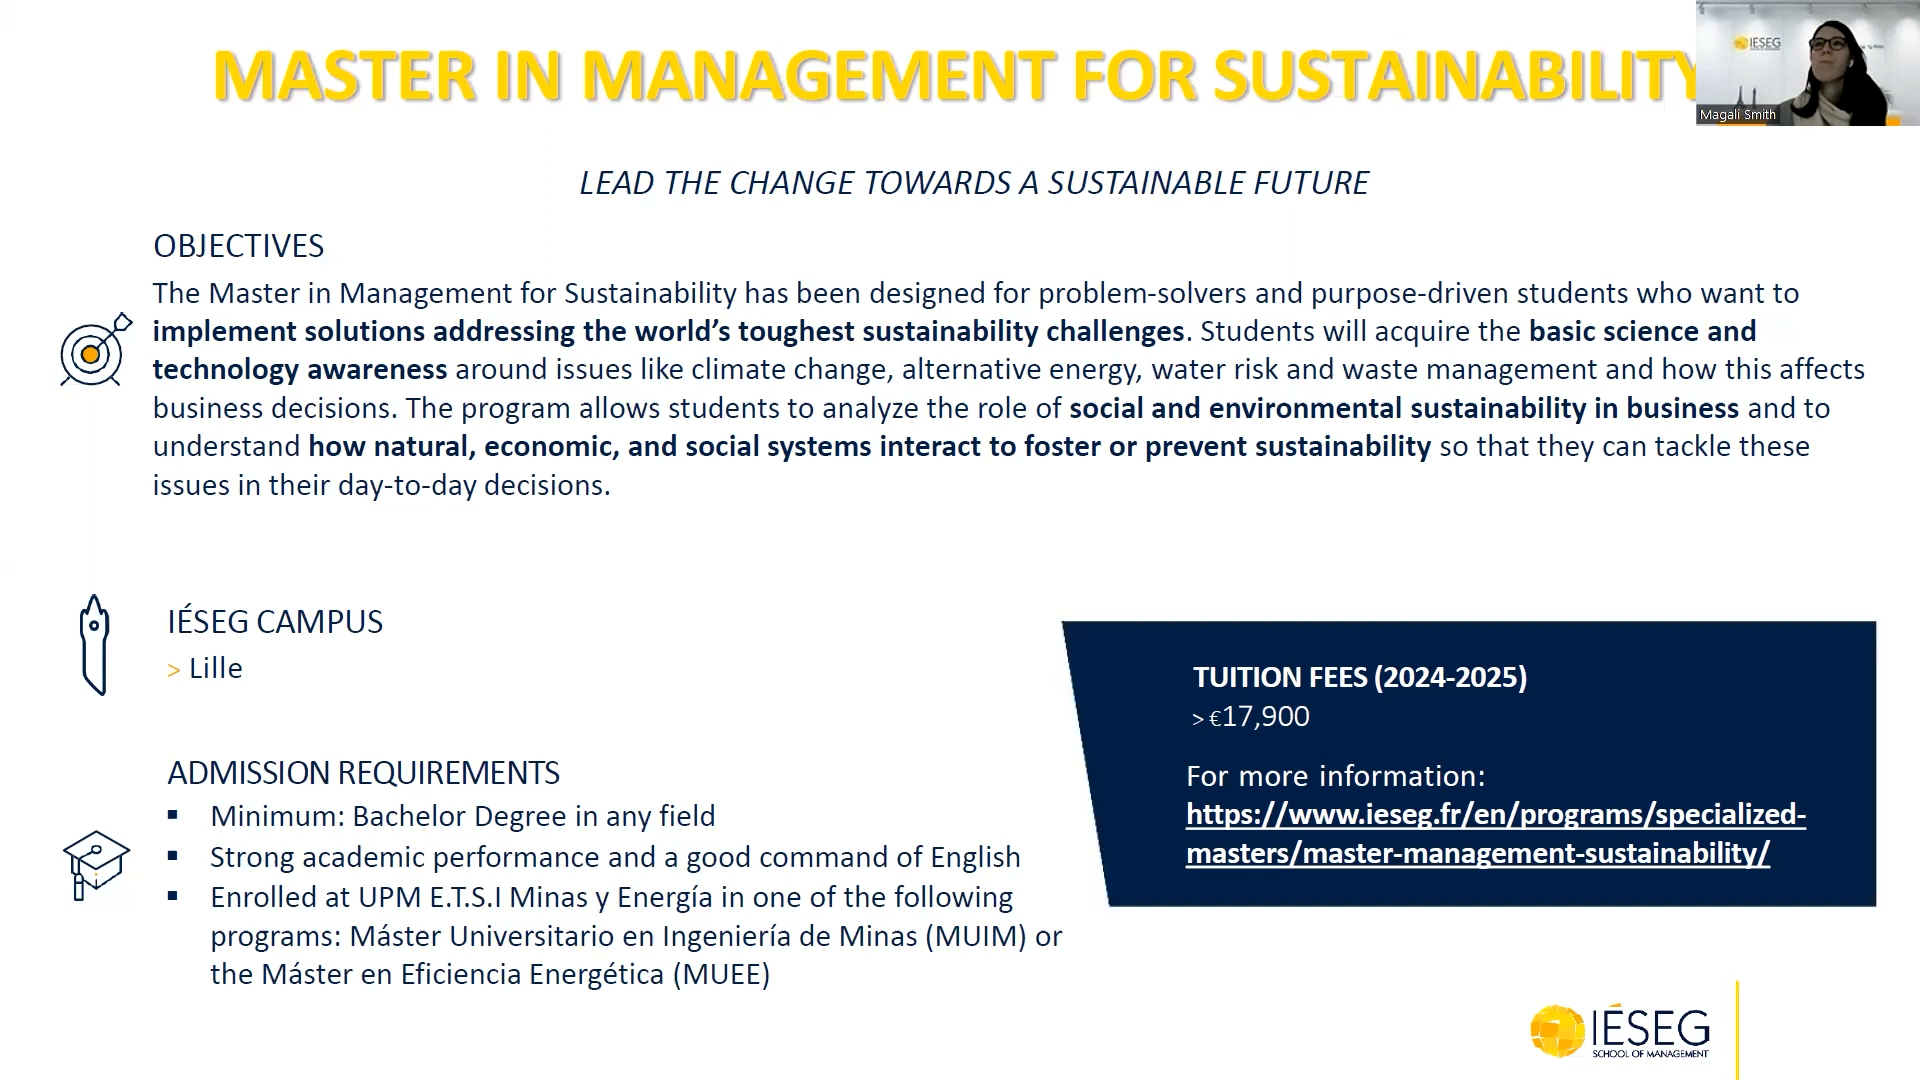 MASTER IN MANAGEMENT FOR SUSTAINABILITY
IÉSEG
Magali Smith
LEAD THE CHANGE TOWARDS A SUSTAINABLE FUTURE
OBJECTIVES
The Master in Management for Sustainability has been designed for problem-solvers and purpose-driven students who want to
implement solutions addressing the world’s toughest sustainability challenges. Students will acquire the basic science and
technology awareness around issues like climate change, alternative energy, water risk and waste management and how this affects
business decisions. The program allows students to analyze the role of social and environmental sustainability in business and to
understand how natural, economic, and social systems interact to foster or prevent sustainability so that they can tackle these
issues in their day-to-day decisions.
IÉSEG CAMPUS
> Lille
ADMISSION REQUIREMENTS
▪ Minimum: Bachelor Degree in any field
▪ Strong academic performance and a good command of English
▪ Enrolled at UPM E.T.S.I Minas y Energía in one of the following
programs: Máster Universitario en Ingeniería de Minas (MUIM) or
the Máster en Eficiencia Energética (MUEE)
TUITION FEES (2024-2025)
> €17,900
For more information:
https://www.ieseg.fr/en/programs/specialized-
masters/master-management-sustainability/
IÉSEG
SCHOOL OF MANAGEMENT